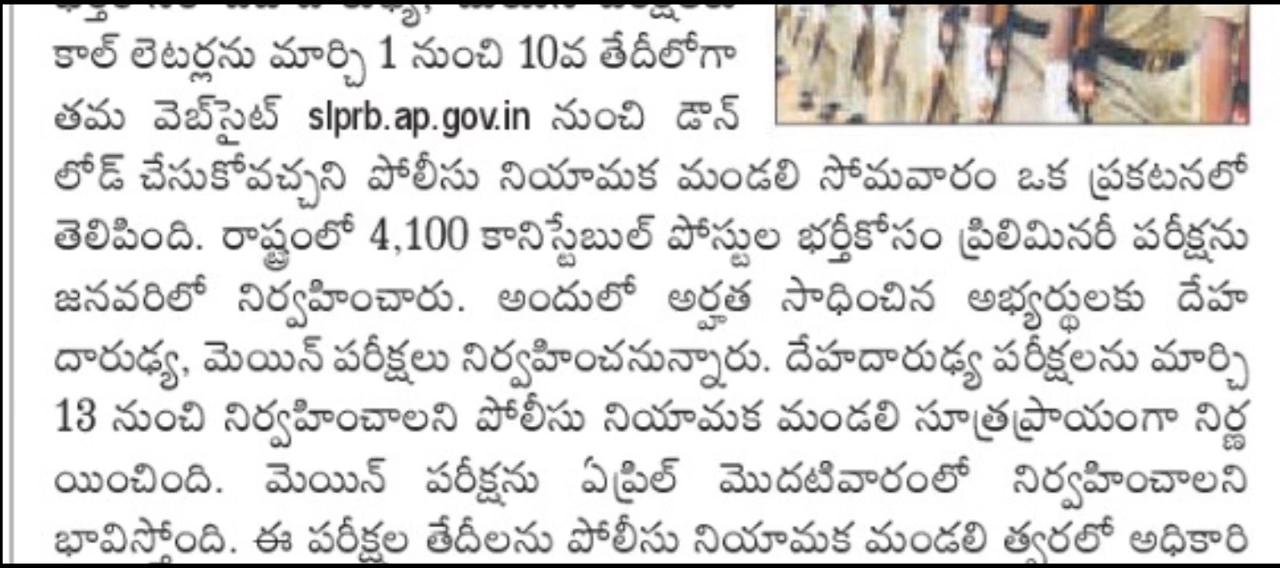 కాల్ లెటర్లను మార్చి 1 నుంచి 10వ తేదీలోగా
తమ వెబ్‌సైట్ slprb.ap.gov.in నుంచి డౌన్
లోడ్ చేసుకోవచ్చని పోలీసు నియామక మండలి సోమవారం ఒక ప్రకటనలో
తెలిపింది. రాష్ట్రంలో 4,100 కానిస్టేబుల్ పోస్టుల భర్తీకోసం ప్రిలిమినరీ పరీక్షను
జనవరిలో నిర్వహించారు. అందులో అర్హత సాధించిన అభ్యర్థులకు దేహ
దారుఢ్య, మెయిన్ పరీక్షలు నిర్వహించనున్నారు. దేహదారుఢ్య పరీక్షలను మార్చి
13 నుంచి నిర్వహించాలని పోలీసు నియామక మండలి సూత్రప్రాయంగా నిర్ణ
యించింది. మెయిన్ పరీక్షను ఏప్రిల్ మొదటివారంలో నిర్వహించాలని
భావిస్తోంది. ఈ పరీక్షల తేదీలను పోలీసు నియామక మండలి త్వరలో అధికారి